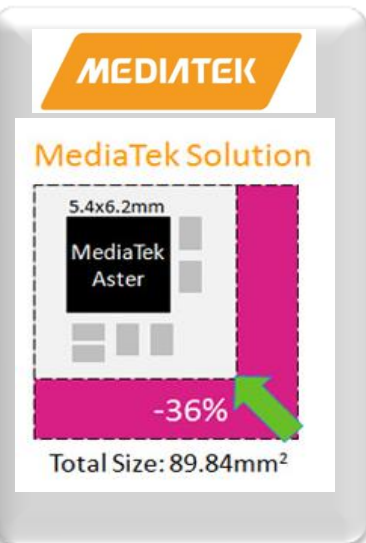 MEDIATEK
MediaTek Solution
5.4x6.2mm
MediaTek
Aster
-36%
Total Size: 89.84mm²